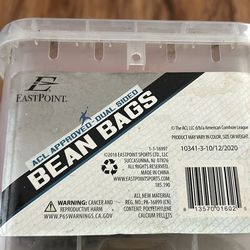 E
EASTPOINT.
ACL APPROVED - DUAL SIDED
BEAN BAGS
1-1-16997
©2018 EASTPOINT SPORTS LTD., LLC
SUCCASUNNA, NJ 07876
ALL RIGHTS RESERVED
MADE IN CHINA
WWW.EASTPOINTSPORTS.COM
185.190
© The ACL LLC d/b/a American Cornhole League
PRODUCT MAY VARY IN COLOR, SIZE OR WEIGHT.
10341-3-10/12/2020
WARNING: CANCER AND
REPRODUCTIVE HARM
WWW.P65WARNINGS.CA.GOV
ALL NEW MATERIAL
REG. NO., PA-16899 (CN)
CONTENT: POLYETHYLENE
CALCIUM PELLETS